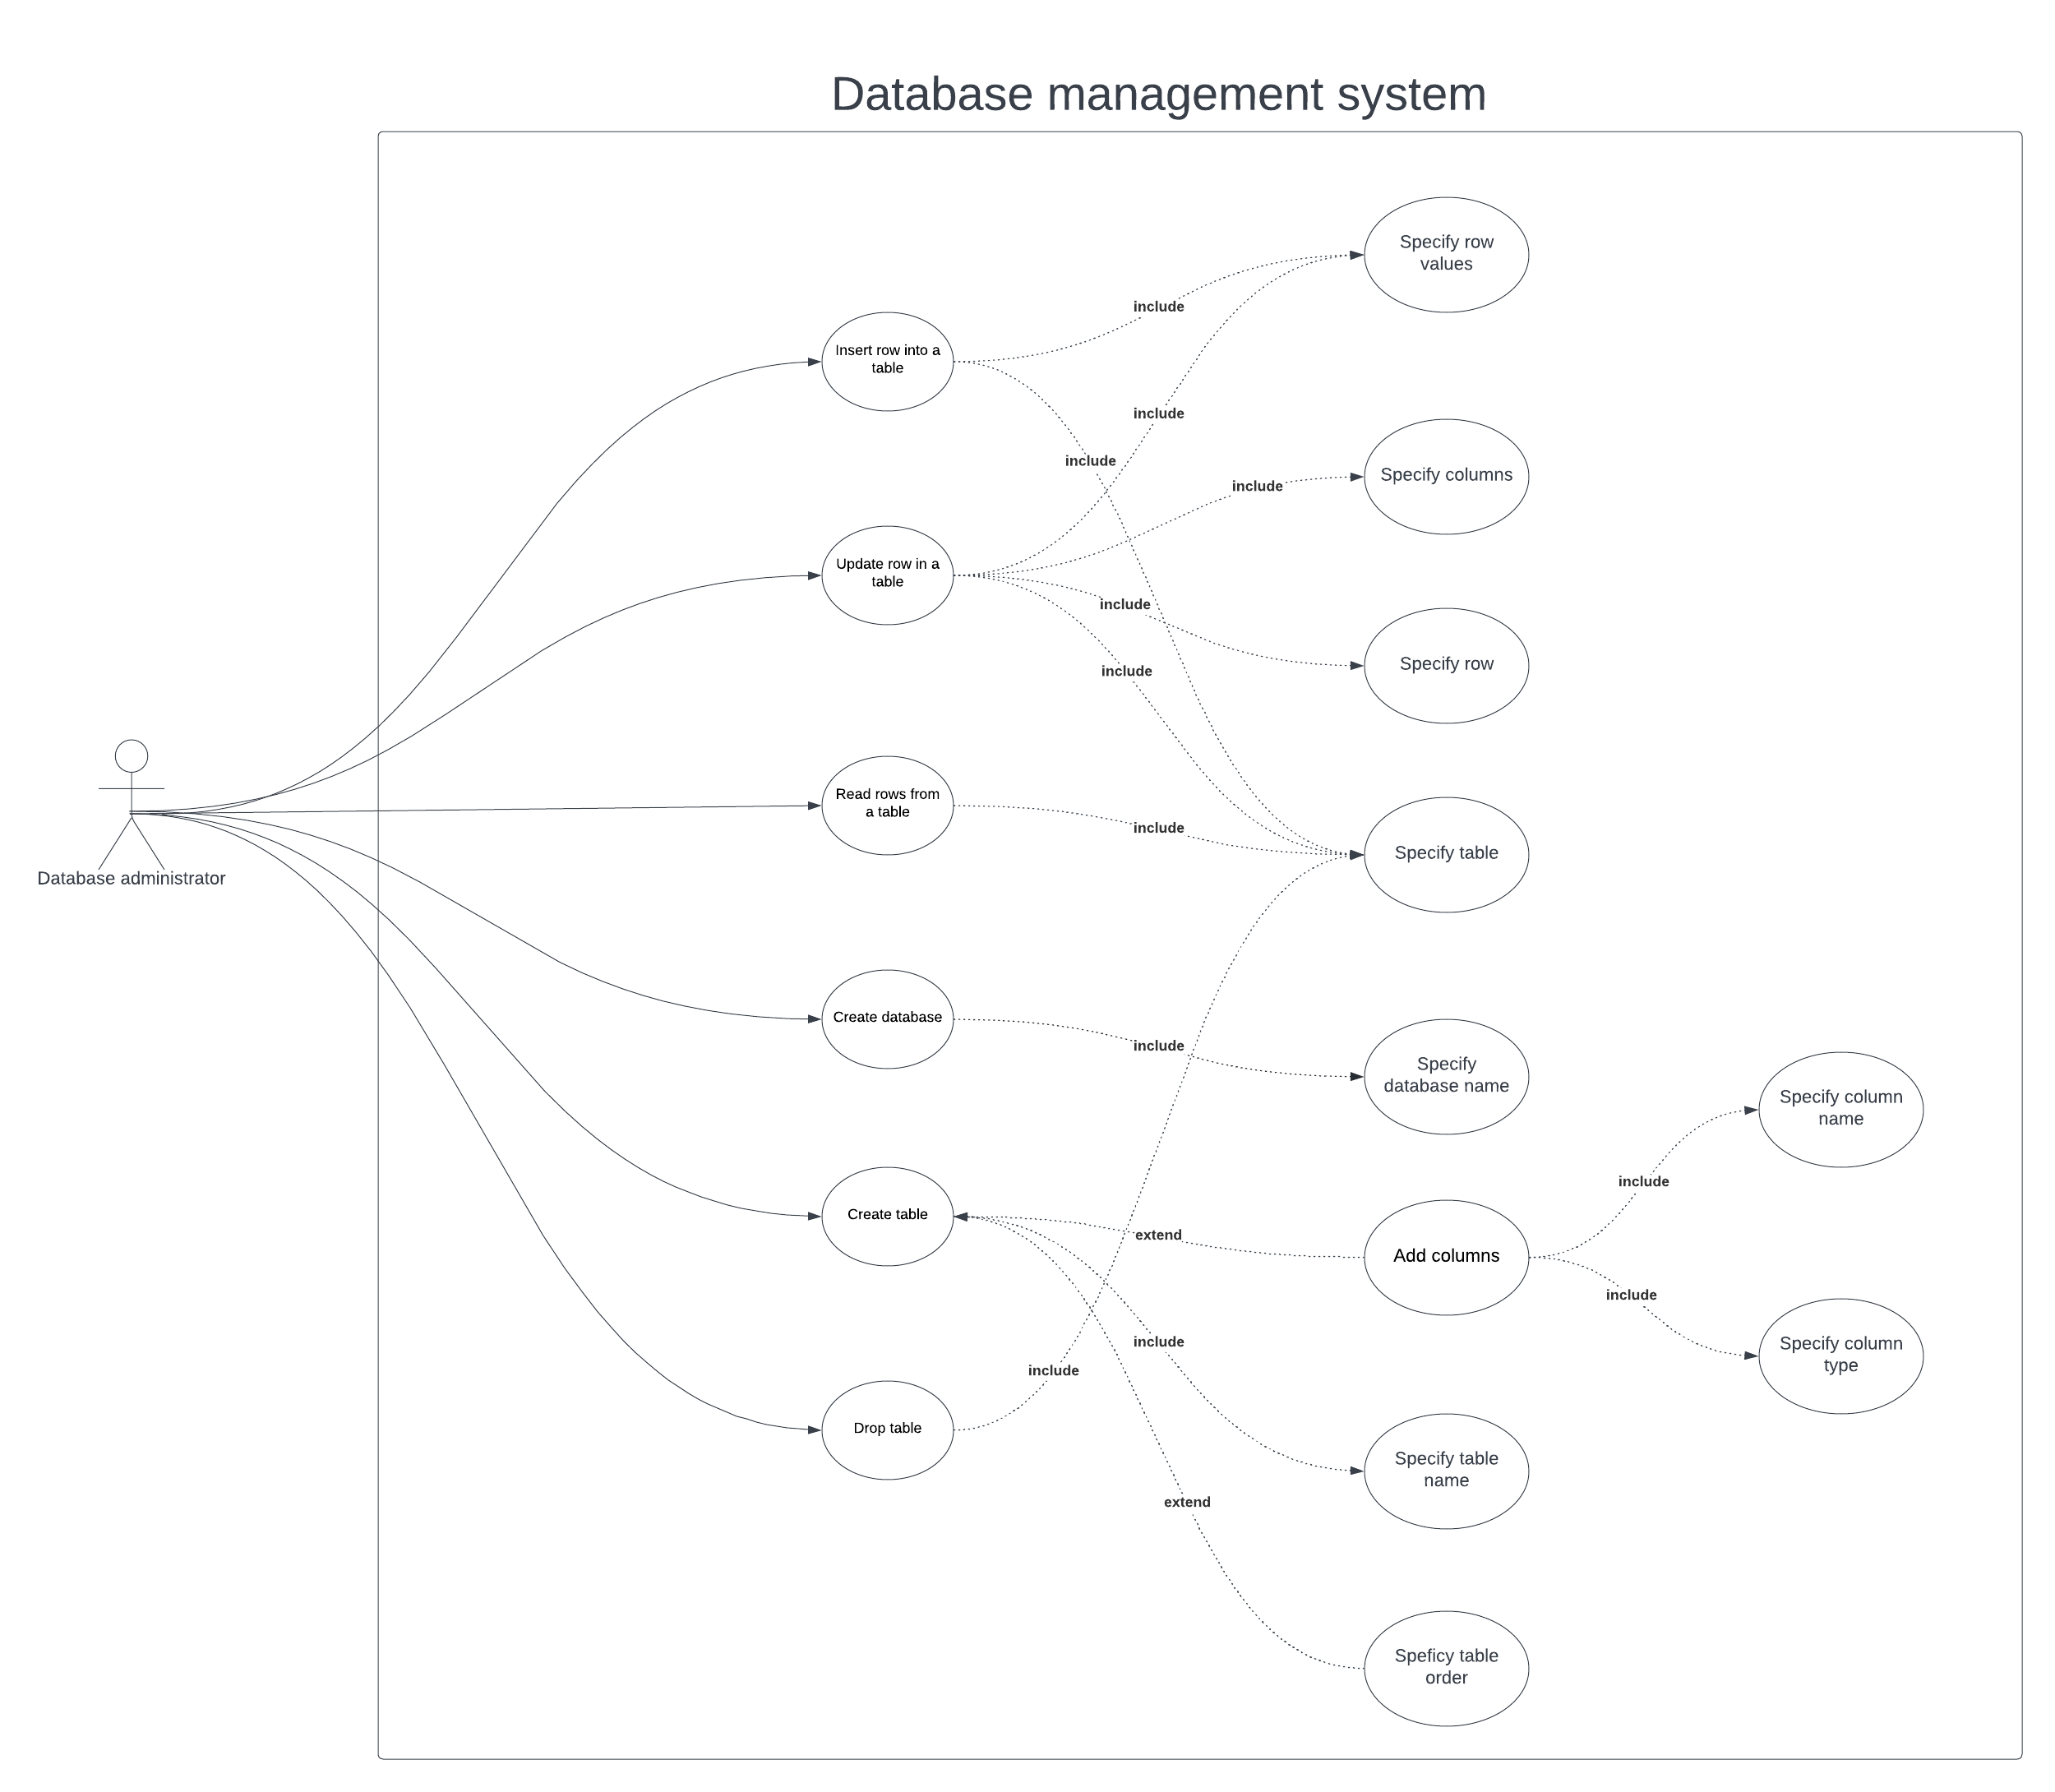 Database management system
Specify row
values
include
Insert row into a
table
include
include
Specify columns
include
Update row in a
table
include
Specify row
include
Read rows from
a table
include
Specify table
Database administrator
Create database
include
Specify
database name
Specify column
name
include
Create table
extend
Add columns
include
include
Specify column
type
include
Drop table
Specify table
name
extend
Speficy table
order